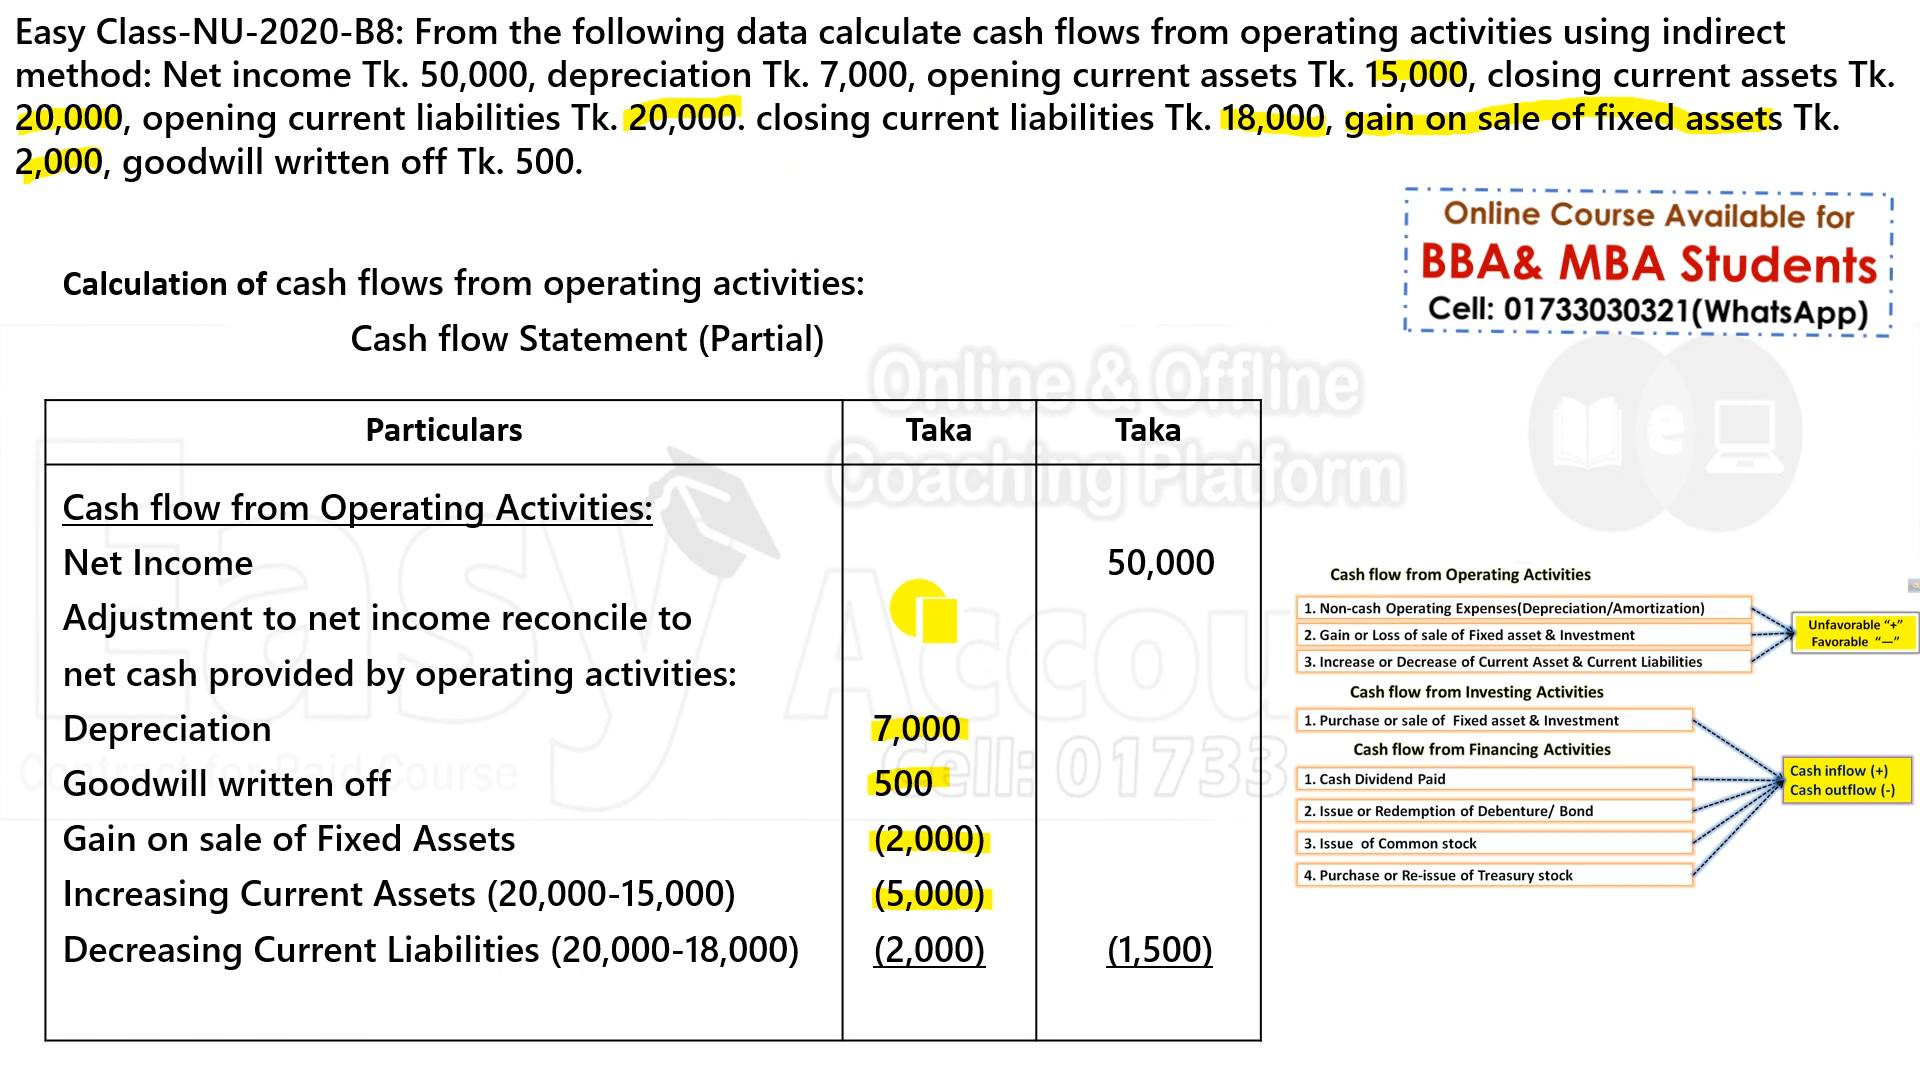 Easy Class-NU-2020-B8: From the following data calculate cash flows from operating activities using indirect
method: Net income Tk. 50,000, depreciation Tk. 7,000, opening current assets Tk. 15,000, closing current assets Tk.
20,000, opening current liabilities Tk. 20,000. closing current liabilities Tk. 18,000, gain on sale of fixed assets Tk.
2,000, goodwill written off Tk. 500.
Online Course Available for
BBA& MBA Students
Cell: 01733030321(WhatsApp)
Calculation of cash flows from operating activities:
Cash flow Statement (Partial)
Online & Offline
Coaching Platform
e
Particulars Taka Taka
Cash flow from Operating Activities:
Net Income 50,000
Adjustment to net income reconcile to
net cash provided by operating activities:
Depreciation 7,000
Goodwill written off 500
Gain on sale of Fixed Assets (2,000)
Increasing Current Assets (20,000-15,000) (5,000)
Decreasing Current Liabilities (20,000-18,000) (2,000) (1,500)
Easy Accou
Contract for Paid Course
Cell: 01733
Cash flow from Operating Activities
1. Non-cash Operating Expenses(Depreciation/Amortization)
2. Gain or Loss of sale of Fixed asset & Investment
3. Increase or Decrease of Current Asset & Current Liabilities
Unfavorable “+”
Favorable “—”
Cash flow from Investing Activities
1. Purchase or sale of Fixed asset & Investment
Cash flow from Financing Activities
1. Cash Dividend Paid
2. Issue or Redemption of Debenture/ Bond
3. Issue of Common stock
4. Purchase or Re-issue of Treasury stock
Cash inflow (+)
Cash outflow (-)